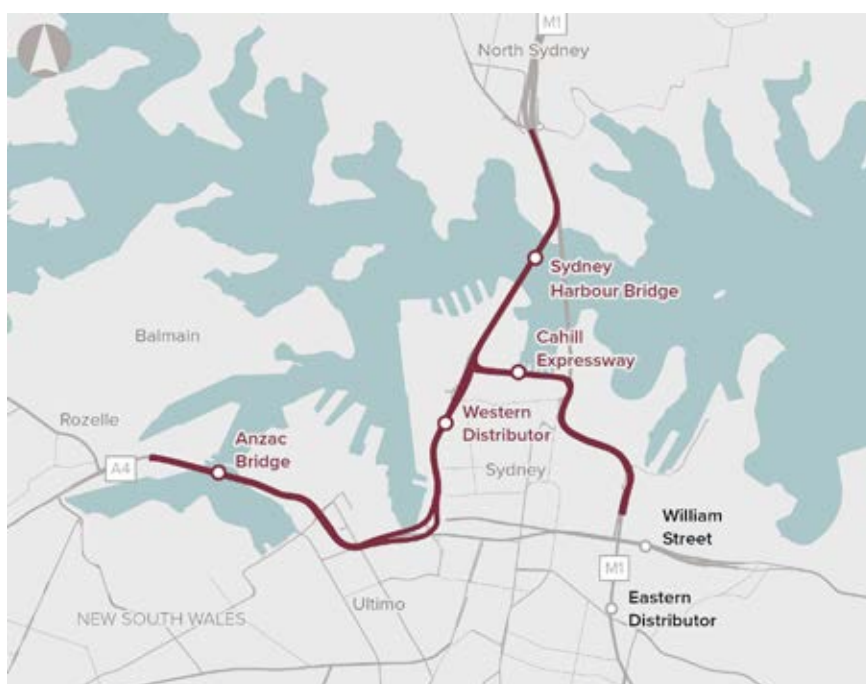 M1
North Sydney
Sydney
Harbour Bridge
Cahill
Expressway
Balmain
Rozelle
Anzac
Bridge
A4
Western
Distributor
Sydney
William
Street
M1
Ultimo
Eastern
Distributor
NEW SOUTH WALES